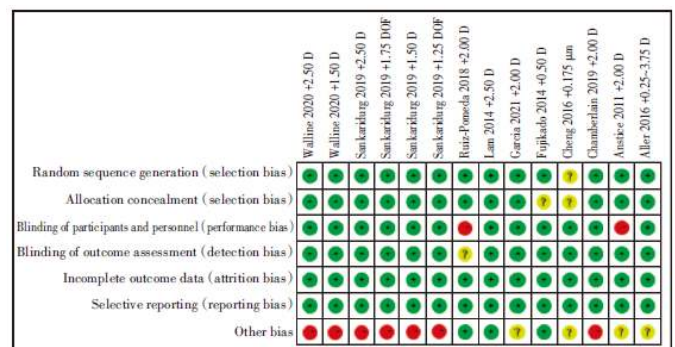 Walline 2020 +2.50 D
Walline 2020 +1.50 D
Sankaridurg 2019 +2.50 D
Sankaridurg 2019 +1.75 DOF
Sankaridurg 2019 +1.50 D
Sankaridurg 2019 +1.25 DOF
Ruiz-Pomeda 2018 +2.00 D
Lam 2014 +2.50 D
Garcia 2021 +2.00 D
Fujikado 2014 +0.50 D
Cheng 2016 +0.175 μm
Chamberlain 2019 +2.00 D
Anstice 2011 +2.00 D
Aller 2016 +0.25~3.75 D
Random sequence generation (selection bias)
Allocation concealment (selection bias)
Blinding of participants and personnel (performance bias)
Blinding of outcome assessment (detection bias)
Incomplete outcome data (attrition bias)
Selective reporting (reporting bias)
Other bias